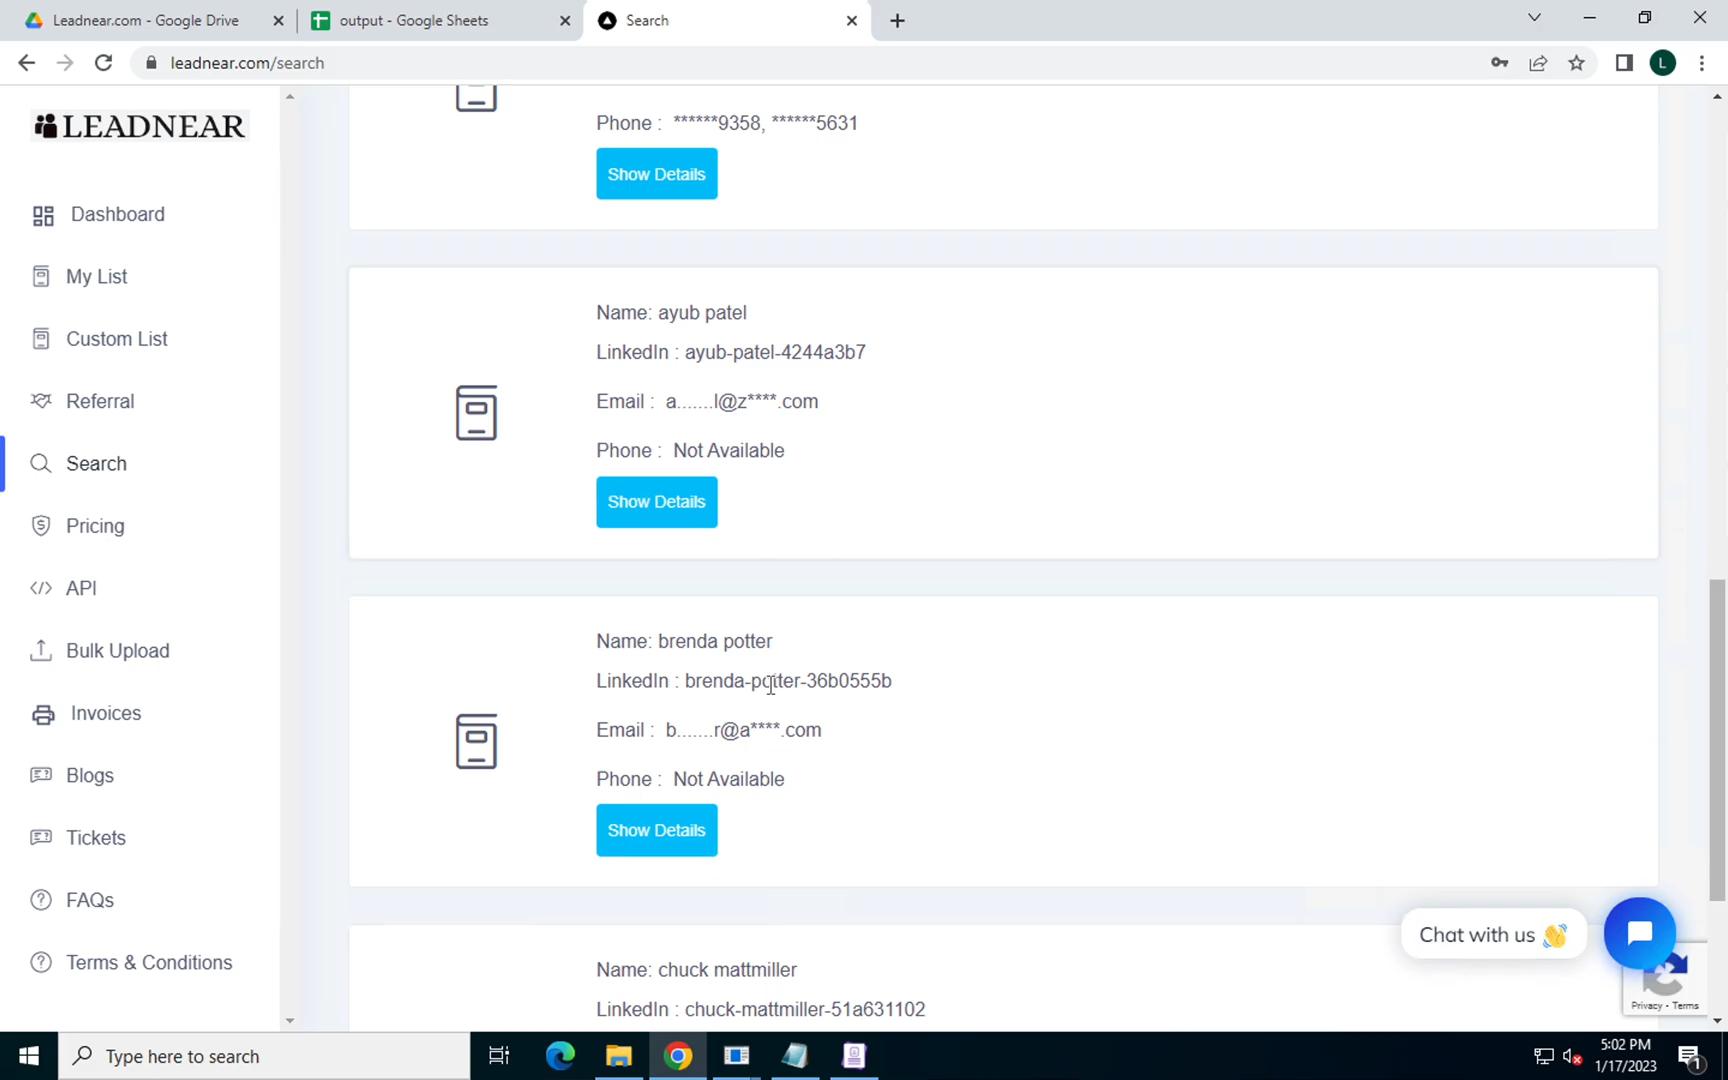 Leadnear.com - Google Drive
output - Google Sheets
Search
leadnear.com/search
L
LEADNEAR
Dashboard
My List
Custom List
Referral
Search
Pricing
API
Bulk Upload
Invoices
Blogs
Tickets
FAQs
Terms & Conditions
Phone : ******9358, ******5631
Show Details
Name: ayub patel
LinkedIn : ayub-patel-4244a3b7
Email : a.......l@z****.com
Phone : Not Available
Show Details
Name: brenda potter
LinkedIn : brenda-potter-36b0555b
Email : b.......r@a****.com
Phone : Not Available
Show Details
Name: chuck mattmiller
LinkedIn : chuck-mattmiller-51a631102
Chat with us 👋
Privacy - Terms
Type here to search
5:02 PM
1/17/2023
1